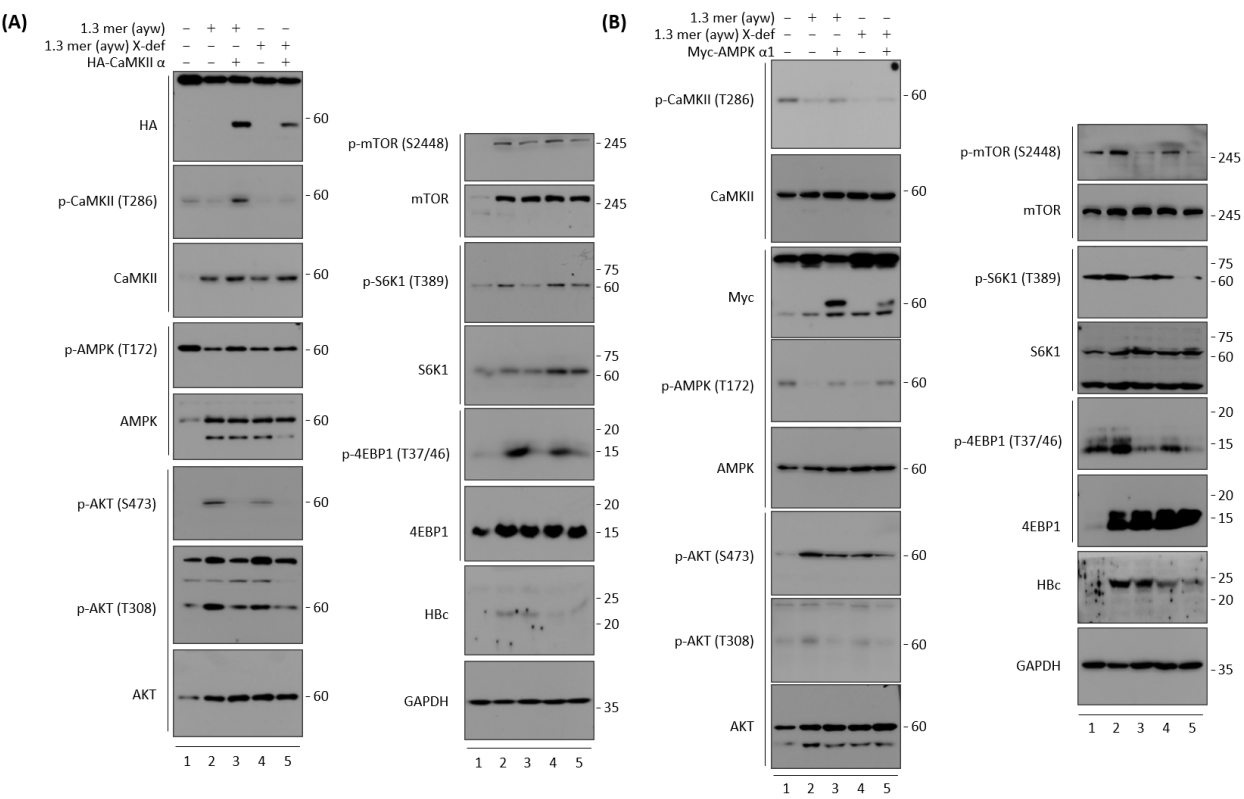 (A)
1.3 mer (ayw) – + + – –
1.3 mer (ayw) X-def – – – + +
HA-CaMKII α – – + – +
HA
- 60
p-CaMKII (T286)
- 60
CaMKII
- 60
p-AMPK (T172)
- 60
AMPK
- 60
p-AKT (S473)
- 60
p-AKT (T308)
- 60
AKT
- 60
1 2 3 4 5
p-mTOR (S2448)
- 245
mTOR
- 245
p-S6K1 (T389)
- 75
- 60
S6K1
- 75
- 60
p-4EBP1 (T37/46)
- 20
- 15
4EBP1
- 20
- 15
HBc
- 25
- 20
GAPDH
- 35
1 2 3 4 5
(B)
1.3 mer (ayw) – + + – –
1.3 mer (ayw) X-def – – – + +
Myc-AMPK α1 – – + – +
p-CaMKII (T286)
- 60
CaMKII
- 60
Myc
- 60
p-AMPK (T172)
- 60
AMPK
- 60
p-AKT (S473)
- 60
p-AKT (T308)
- 60
AKT
- 60
1 2 3 4 5
p-mTOR (S2448)
- 245
mTOR
- 245
p-S6K1 (T389)
- 75
- 60
S6K1
- 75
- 60
p-4EBP1 (T37/46)
- 20
- 15
4EBP1
- 20
- 15
HBc
- 25
- 20
GAPDH
- 35
1 2 3 4 5